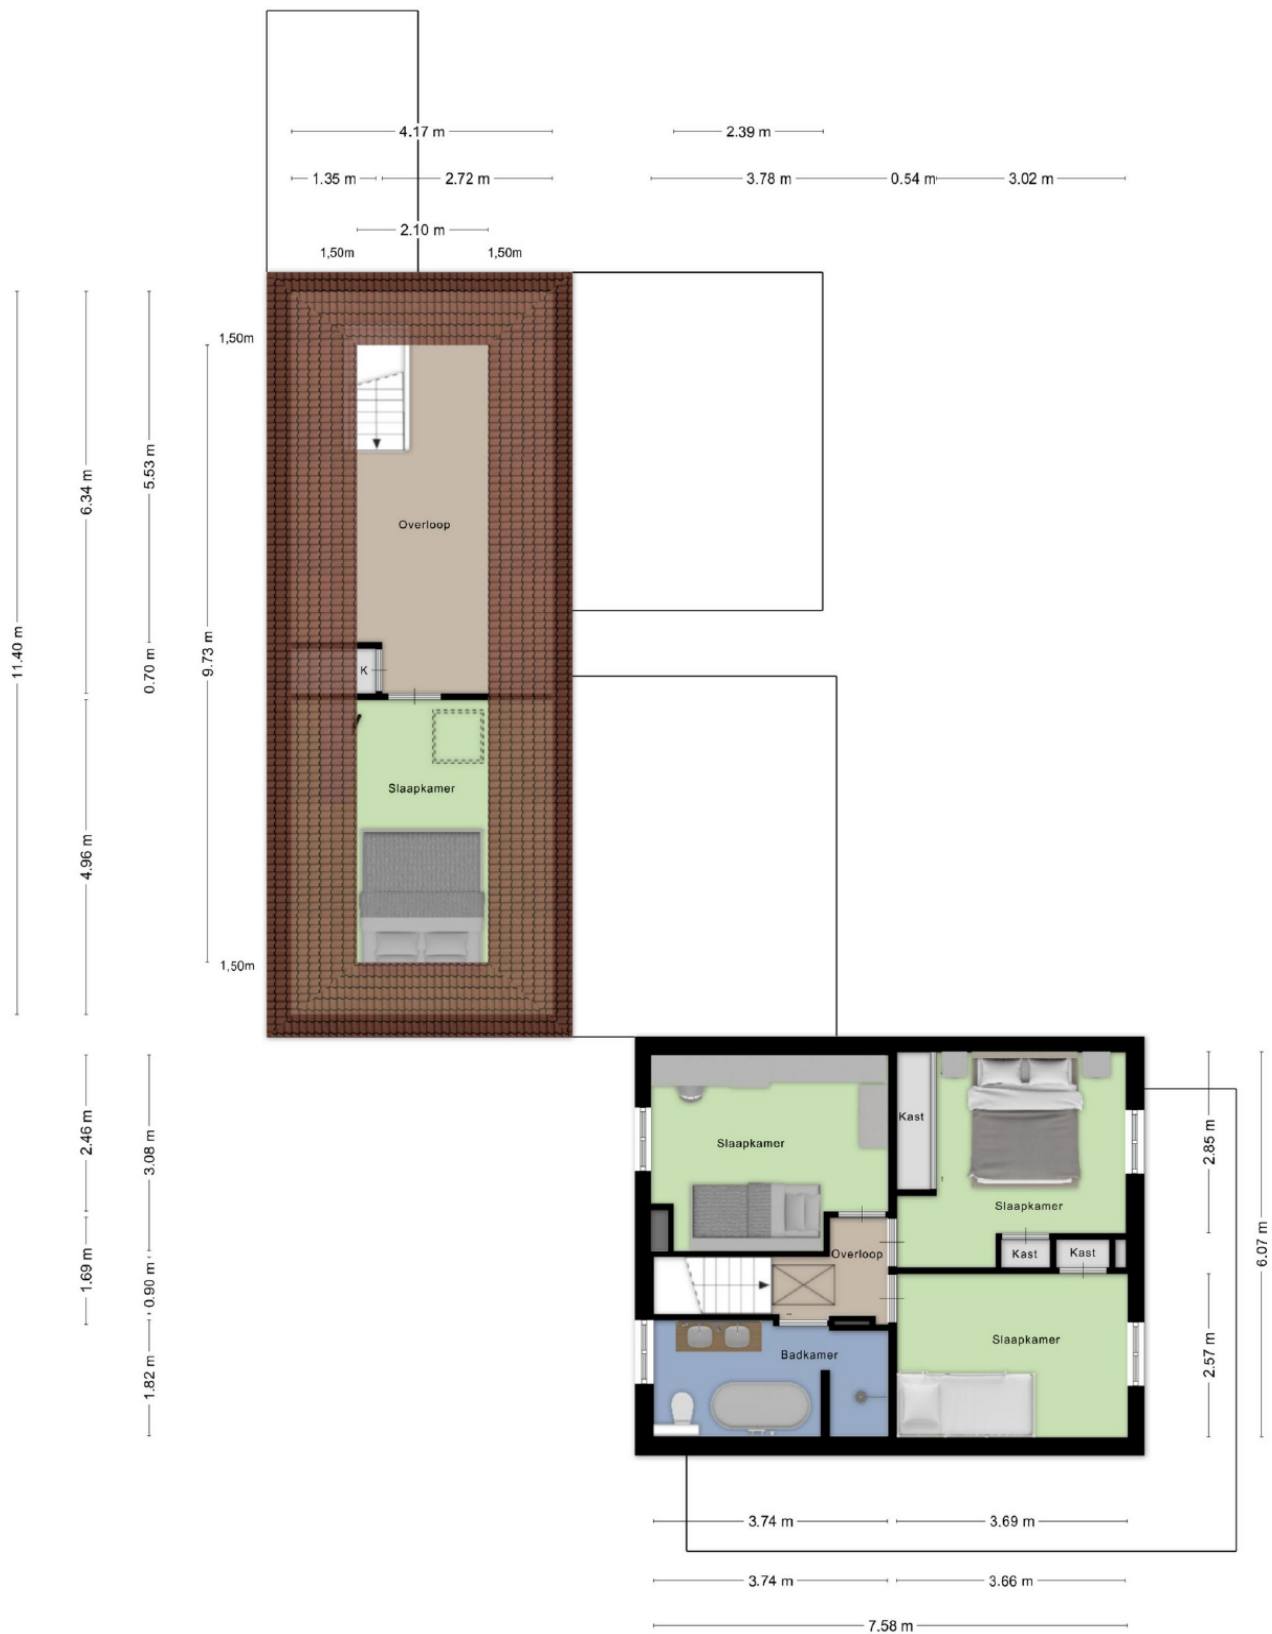 4.17 m
2.39 m
1.35 m
2.72 m
3.78 m
0.54 m
3.02 m
2.10 m
1,50m
1,50m
1,50m
5.53 m
6.34 m
Overloop
11.40 m
9.73 m
0.70 m
K
Slaapkamer
4.96 m
1,50m
2.46 m
3.08 m
Slaapkamer
Kast
2.85 m
Slaapkamer
6.07 m
Overloop
Kast
Kast
1.69 m
0.90 m
Slaapkamer
2.57 m
Badkamer
1.82 m
3.74 m
3.69 m
3.74 m
3.66 m
7.58 m